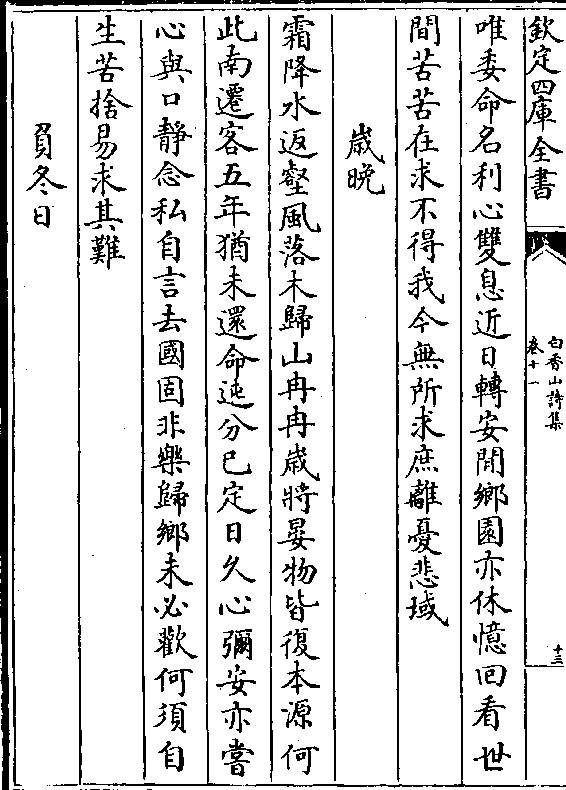 欽定四庫全書
白香山詩集
卷十一
十三
唯委命名利心雙息近日轉安閒鄉園亦休憶回看世
間苦苦在求不得我今無所求庶離憂悲域
歲晚
霜降水返壑風落木歸山冉冉歲將晏物皆復本源何
此南遷客五年猶未還命迍分已定日久心彌安亦嘗
心與口靜念私自言去國固非樂歸鄉未必歡何須自
生苦捨易求其難
負冬日